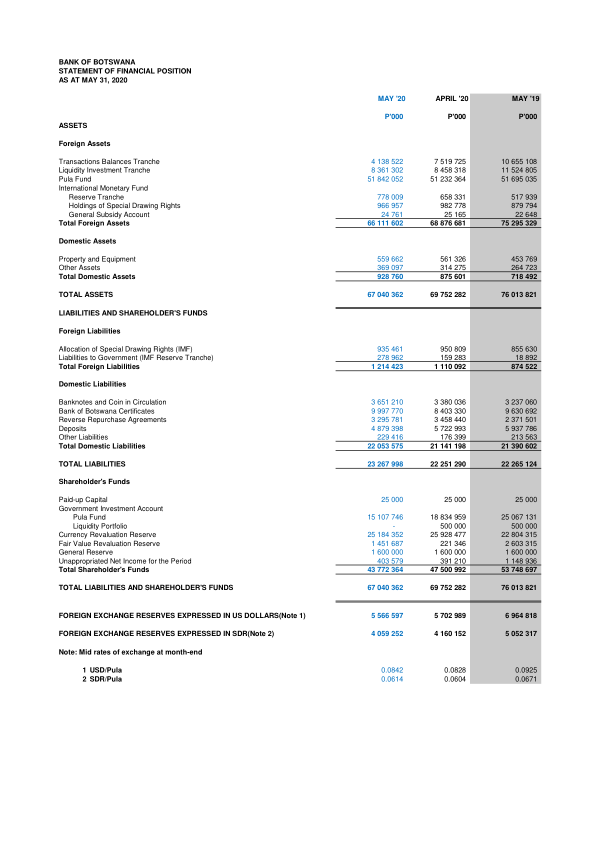 BANK OF BOTSWANA
STATEMENT OF FINANCIAL POSITION
AS AT MAY 31, 2020
MAY '20 APRIL '20 MAY '19
P'000 P'000 P'000
ASSETS
Foreign Assets
Transactions Balances Tranche 4 138 522 7 519 725 10 655 108
Liquidity Investment Tranche 8 361 302 8 458 318 11 524 805
Pula Fund 51 842 052 51 232 364 51 695 035
International Monetary Fund
Reserve Tranche 778 009 658 331 517 939
Holdings of Special Drawing Rights 966 957 982 778 879 794
General Subsidy Account 24 761 25 165 22 648
Total Foreign Assets 66 111 602 68 876 681 75 295 329
Domestic Assets
Property and Equipment 559 662 561 326 453 769
Other Assets 369 097 314 275 264 723
Total Domestic Assets 928 760 875 601 718 492
TOTAL ASSETS 67 040 362 69 752 282 76 013 821
LIABILITIES AND SHAREHOLDER'S FUNDS
Foreign Liabilities
Allocation of Special Drawing Rights (IMF) 935 461 950 809 855 630
Liabilities to Government (IMF Reserve Tranche) 278 962 159 283 18 892
Total Foreign Liabilities 1 214 423 1 110 092 874 522
Domestic Liabilities
Banknotes and Coin in Circulation 3 651 210 3 380 036 3 237 060
Bank of Botswana Certificates 9 997 770 8 403 330 9 630 692
Reverse Repurchase Agreements 3 295 781 3 458 440 2 371 501
Deposits 4 879 398 5 722 993 5 937 786
Other Liabilities 229 416 176 399 213 563
Total Domestic Liabilities 22 053 575 21 141 198 21 390 602
TOTAL LIABILITIES 23 267 998 22 251 290 22 265 124
Shareholder's Funds
Paid-up Capital 25 000 25 000 25 000
Government Investment Account
Pula Fund 15 107 746 18 834 959 25 067 131
Liquidity Portfolio - 500 000 500 000
Currency Revaluation Reserve 25 184 352 25 928 477 22 804 315
Fair Value Revaluation Reserve 1 451 687 221 346 2 603 315
General Reserve 1 600 000 1 600 000 1 600 000
Unappropriated Net Income for the Period 403 579 391 210 1 148 936
Total Shareholder's Funds 43 772 364 47 500 992 53 748 697
TOTAL LIABILITIES AND SHAREHOLDER'S FUNDS 67 040 362 69 752 282 76 013 821
FOREIGN EXCHANGE RESERVES EXPRESSED IN US DOLLARS(Note 1) 5 566 597 5 702 989 6 964 818
FOREIGN EXCHANGE RESERVES EXPRESSED IN SDR(Note 2) 4 059 252 4 160 152 5 052 317
Note: Mid rates of exchange at month-end
1 USD/Pula 0.0842 0.0828 0.0925
2 SDR/Pula 0.0614 0.0604 0.0671